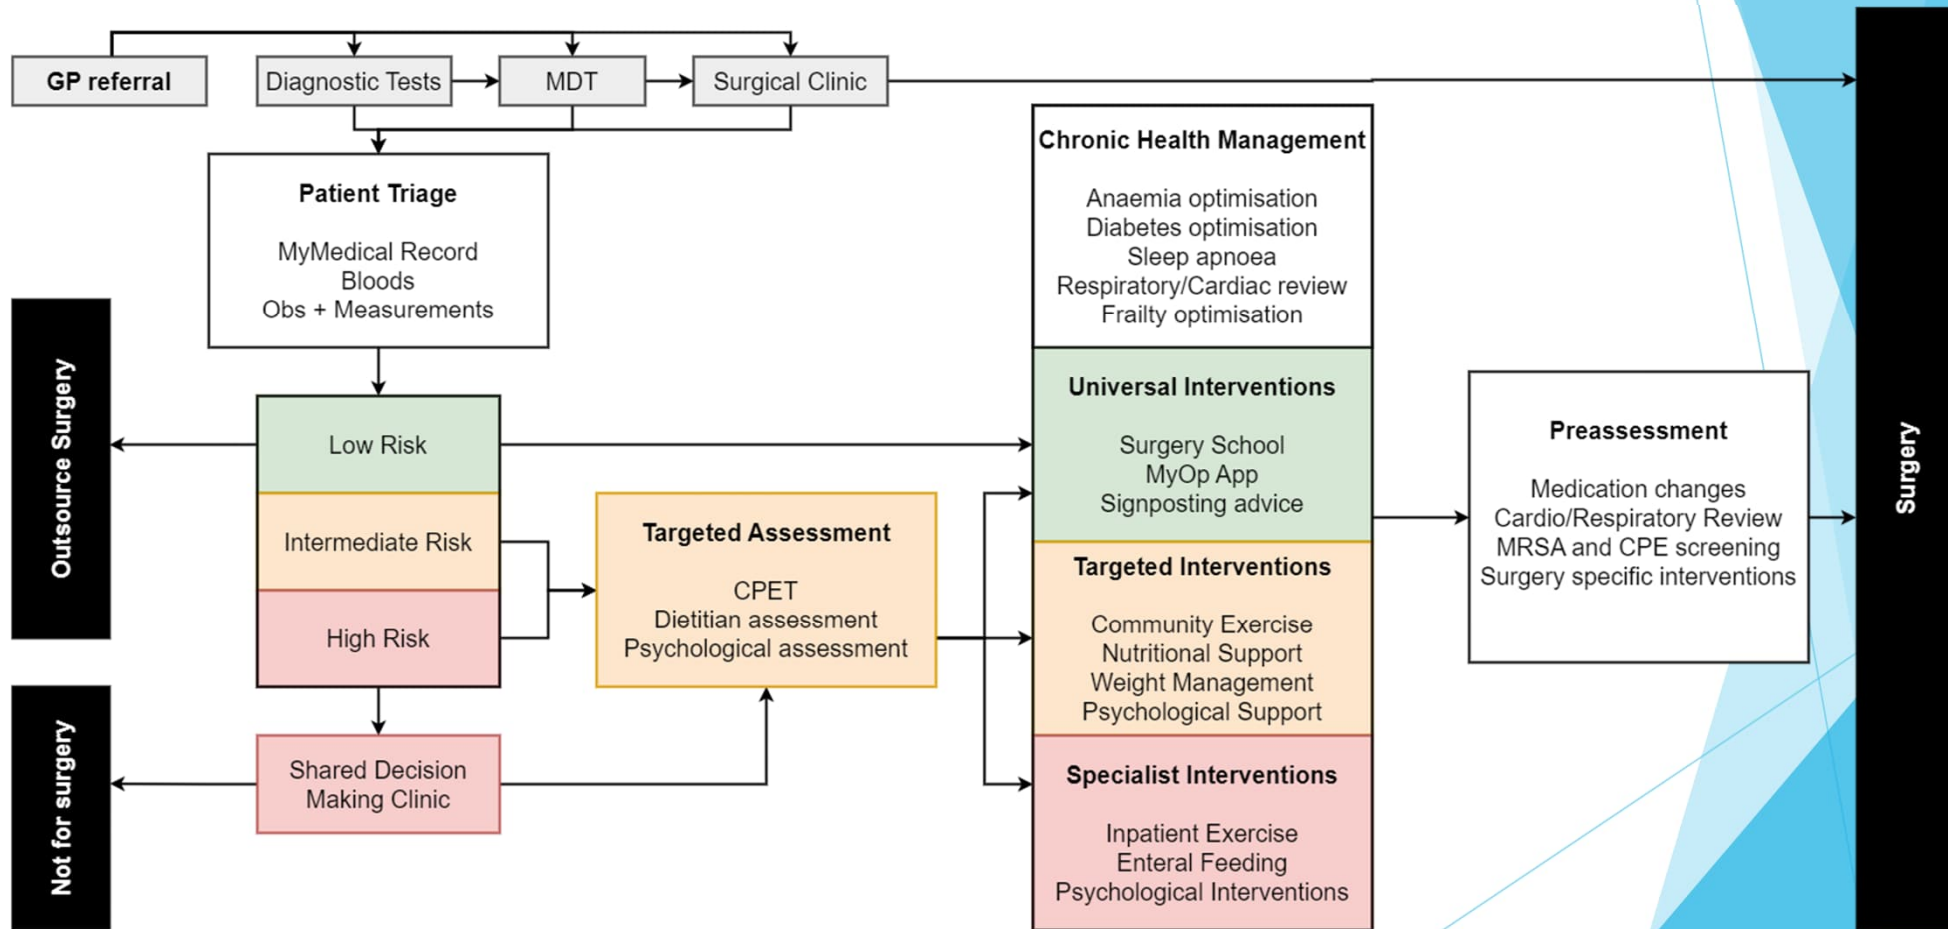 GP referral
Diagnostic Tests
MDT
Surgical Clinic
Patient Triage
MyMedical Record
Bloods
Obs + Measurements
Outsource Surgery
Low Risk
Intermediate Risk
High Risk
Not for surgery
Shared Decision
Making Clinic
Targeted Assessment
CPET
Dietitian assessment
Psychological assessment
Chronic Health Management
Anaemia optimisation
Diabetes optimisation
Sleep apnoea
Respiratory/Cardiac review
Frailty optimisation
Universal Interventions
Surgery School
MyOp App
Signposting advice
Targeted Interventions
Community Exercise
Nutritional Support
Weight Management
Psychological Support
Specialist Interventions
Inpatient Exercise
Enteral Feeding
Psychological Interventions
Preassessment
Medication changes
Cardio/Respiratory Review
MRSA and CPE screening
Surgery specific interventions
Surgery